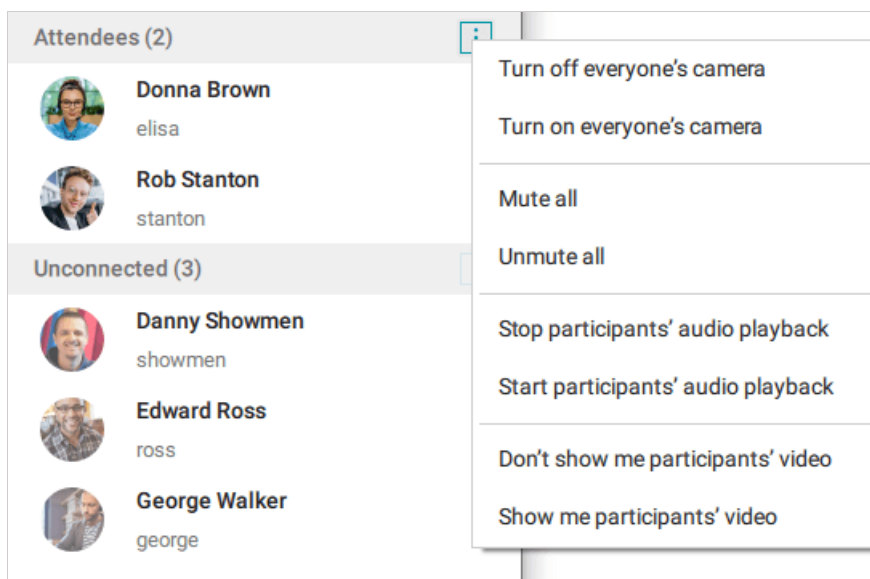 Attendees (2)
Donna Brown
elisa
Rob Stanton
stanton
Unconnected (3)
Danny Showmen
showmen
Edward Ross
ross
George Walker
george
Turn off everyone’s camera
Turn on everyone’s camera
Mute all
Unmute all
Stop participants’ audio playback
Start participants’ audio playback
Don’t show me participants’ video
Show me participants’ video